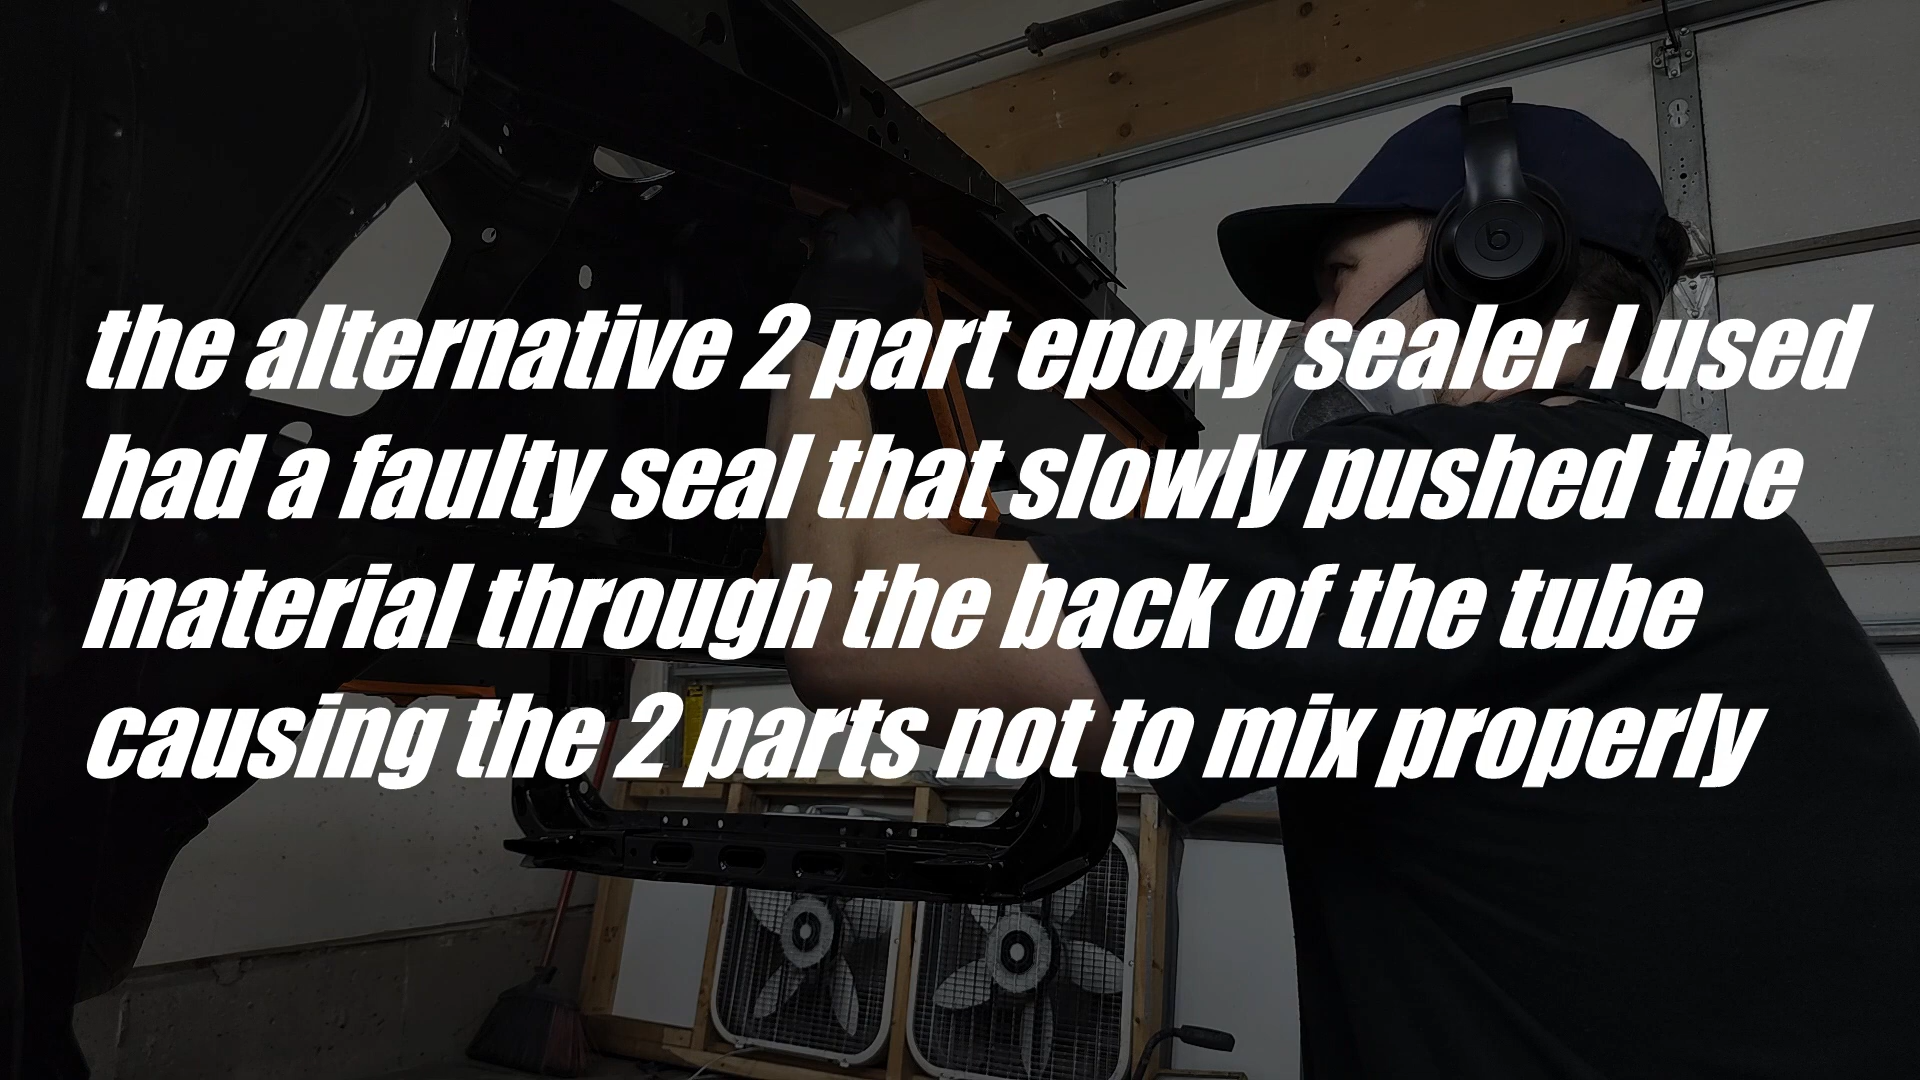 the alternative 2 part epoxy sealer I used
had a faulty seal that slowly pushed the
material through the back of the tube
causing the 2 parts not to mix properly